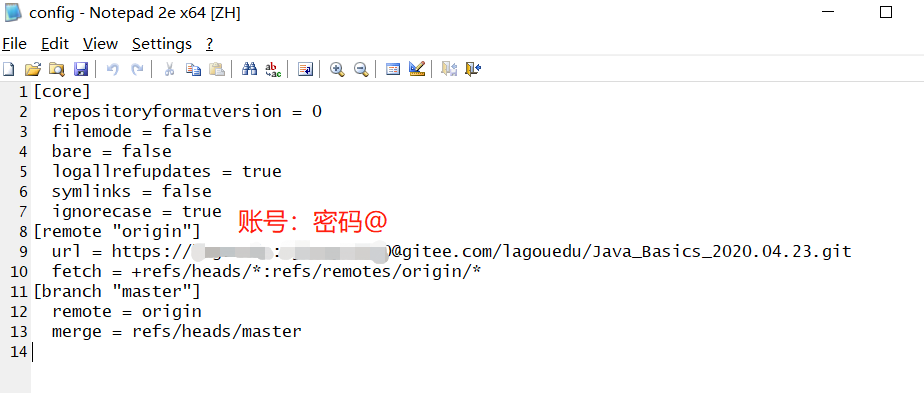 config - Notepad 2e x64 [ZH]
File Edit View Settings ?
1 [core]
2 repositoryformatversion = 0
3 filemode = false
4 bare = false
5 logallrefupdates = true
6 symlinks = false
7 ignorecase = true
账号：密码@
8 [remote "origin"]
9 url = https:// : 0@gitee.com/lagouedu/Java_Basics_2020.04.23.git
10 fetch = +refs/heads/*:refs/remotes/origin/*
11 [branch "master"]
12 remote = origin
13 merge = refs/heads/master
14